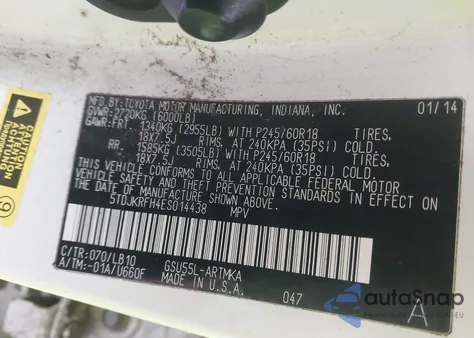 MFD. BY: TOYOTA MOTOR MANUFACTURING, INDIANA, INC. 01/14
GVWR: 2720KG (6000LB)
GAWR: FRT 1340KG (2955LB) WITH P245/60R18 TIRES,
18X7.5J RIMS, AT 240KPA (35PSI) COLD.
RR 1585KG (3505LB) WITH P245/60R18 TIRES,
18X7.5J RIMS, AT 240KPA (35PSI) COLD.
THIS VEHICLE CONFORMS TO ALL APPLICABLE FEDERAL MOTOR
VEHICLE SAFETY AND THEFT PREVENTION STANDARDS IN EFFECT ON
THE DATE OF MANUFACTURE SHOWN ABOVE.
5TDJKRFH4ES014438 MPV
C/TR: 070/LB10 GSU55L-ARTMKA
A/TM: -01A/U660F MADE IN U.S.A. 047 A
CAUTION
autoSnap